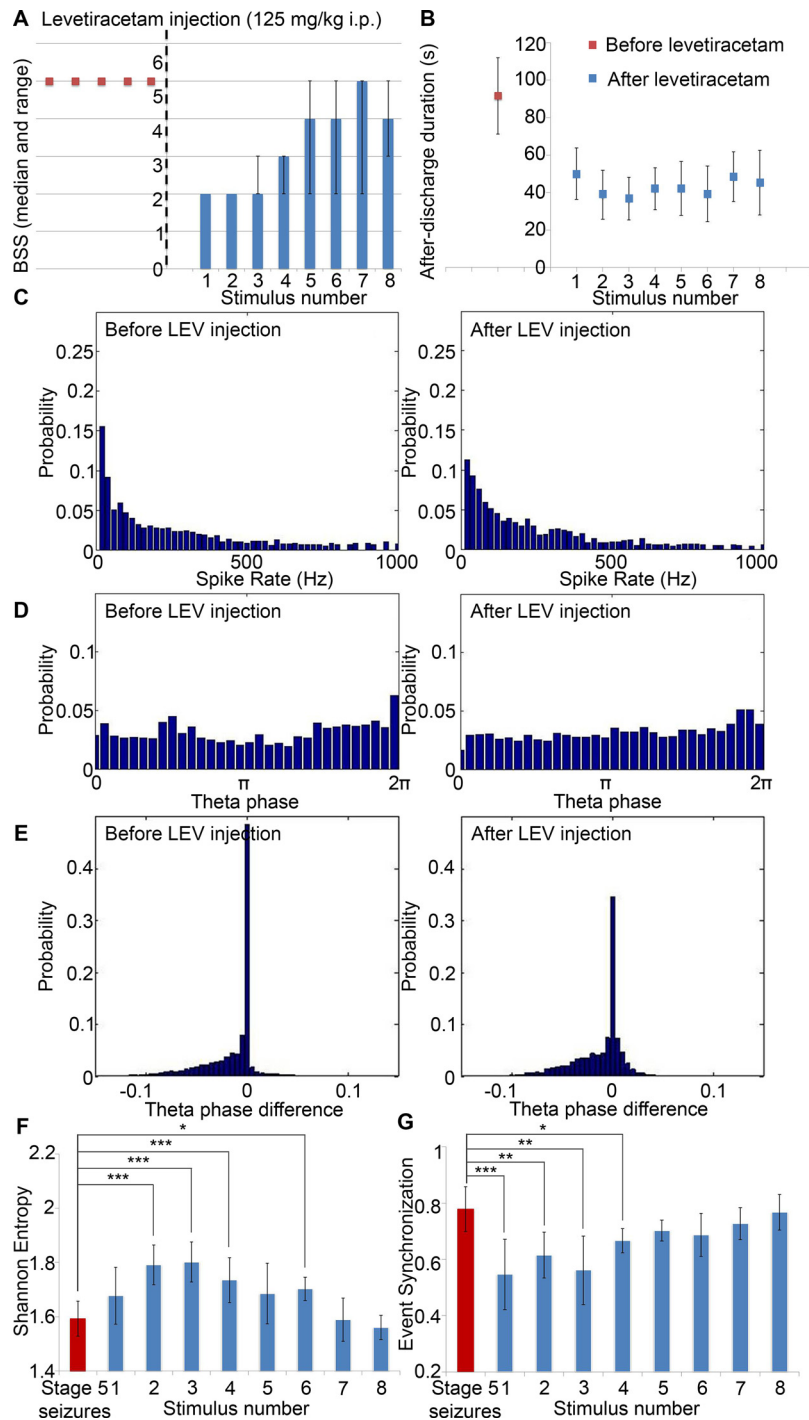 A Levetiracetam injection (125 mg/kg i.p.)
BSS (median and range)
6
5
4
3
2
1
0
1 2 3 4 5 6 7 8
Stimulus number
B
After-discharge duration (s)
120
100
80
60
40
20
0
Before levetiracetam
After levetiracetam
1 2 3 4 5 6 7 8
Stimulus number
C
Before LEV injection
Probability
0.25
0.2
0.15
0.1
0.05
0
0 500 1000
Spike Rate (Hz)
After LEV injection
Probability
0.25
0.2
0.15
0.1
0.05
0
0 500 1000
Spike Rate (Hz)
D
Before LEV injection
Probability
0.1
0.05
0
0 π 2π
Theta phase
After LEV injection
Probability
0.1
0.05
0
0 π 2π
Theta phase
E
Before LEV injection
Probability
0.4
0.3
0.2
0.1
0
-0.1 0 0.1
Theta phase difference
After LEV injection
Probability
0.4
0.3
0.2
0.1
0
-0.1 0 0.1
Theta phase difference
F
Shannon Entropy
2.2
2
1.8
1.6
1.4
*
***
***
***
Stage 5 1 2 3 4 5 6 7 8
seizures
Stimulus number
G
Event Synchronization
1
0.8
0.6
0.4
0.2
*
**
**
***
Stage 5 1 2 3 4 5 6 7 8
seizures
Stimulus number